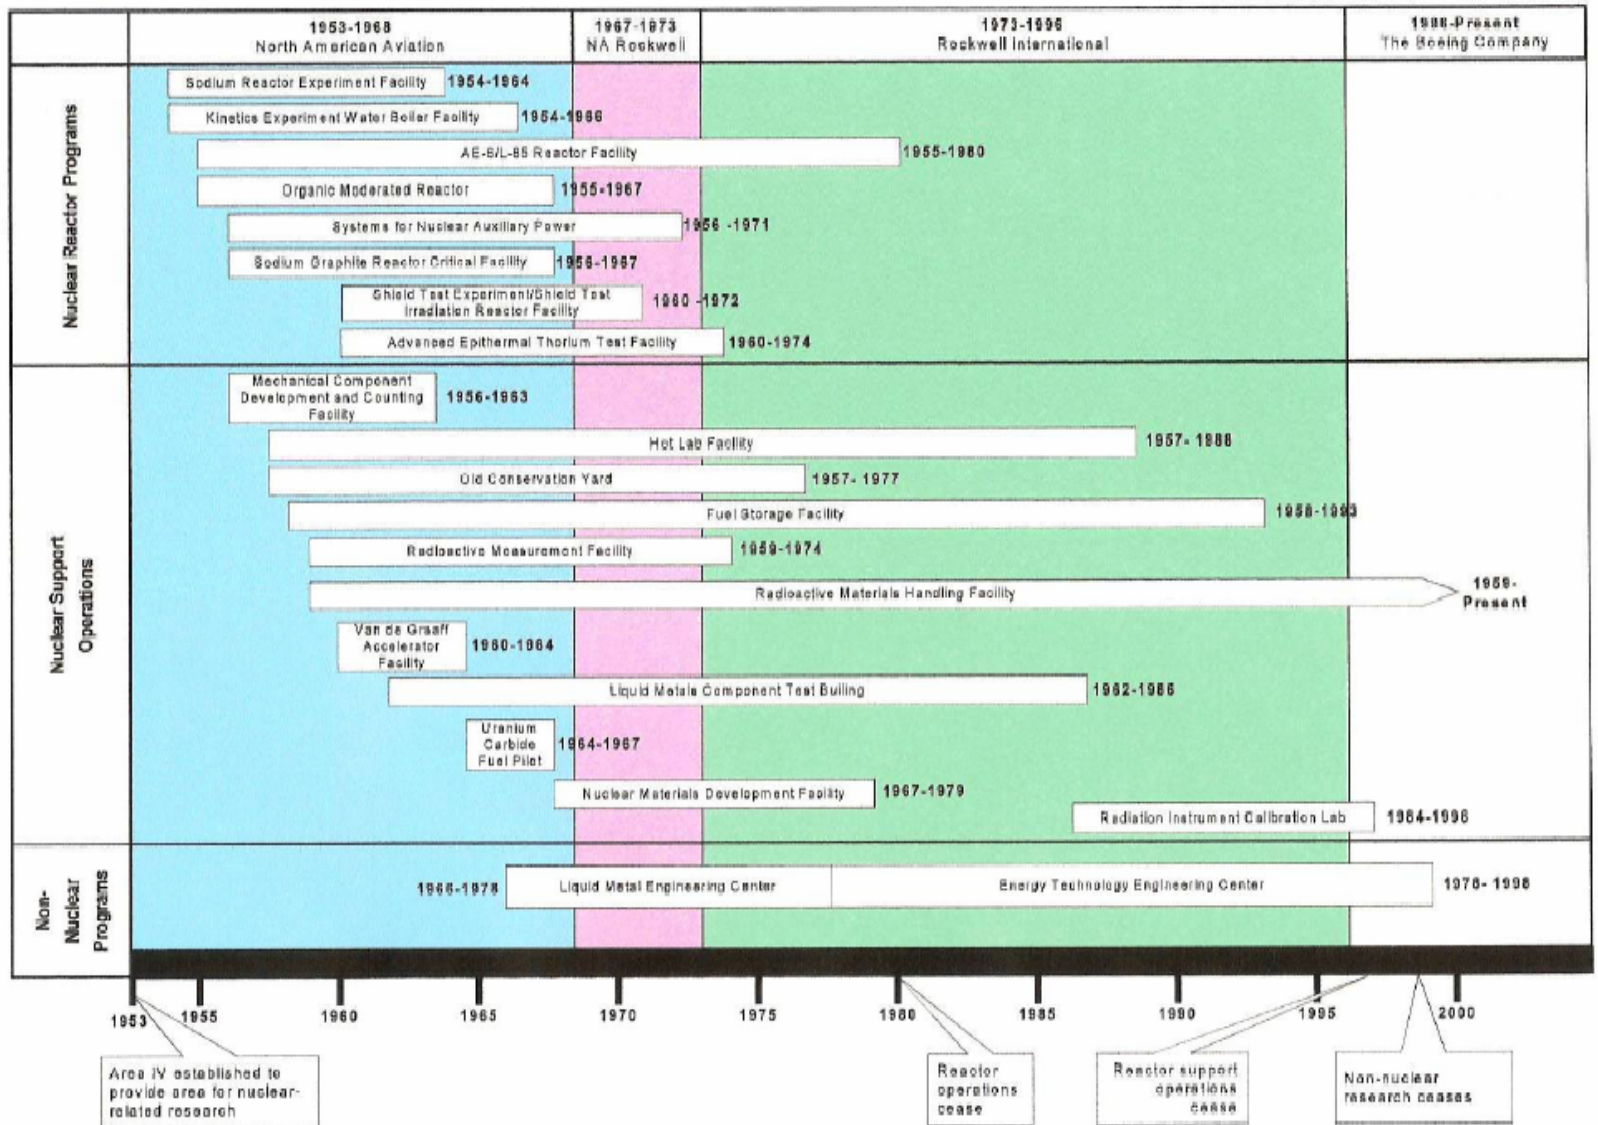 1953-1968
North American Aviation
1967-1973
NA Rockwell
1973-1996
Rockwell International
The Boeing Company
Nuclear Reactor Programs
Sodium Reactor Experiment Facility 1954-1964
Kinetics Experiment Water Boiler Facility 1954-1966
AE-6/L-85 Reactor Facility 1955-1980
Organic Moderated Reactor 1955-1967
Systems for Nuclear Auxiliary Power 1956 -1971
Sodium Graphite Reactor Critical Facility 1956-1967
Shield Test Experiment/Shield Test
Irradiation Reactor Facility 1960 -1972
Advanced Epithermal Thorium Test Facility 1960-1974
Nuclear Support
Operations
Mechanical Component
Development and Counting
Facility
1956-1963
Hot Lab Facility 1957- 1988
Old Conservation Yard 1957- 1977
Fuel Storage Facility 1958-1993
Radioactive Measurement Facility 1959-1974
Radioactive Materials Handling Facility
1959-
Present
Van de Graaff
Accelerator
Facility
1960-1964
Liquid Metals Component Test Builing 1962-1986
Uranium
Carbide
Fuel Pilot
1964-1967
Nuclear Materials Development Facility 1967-1979
Radiation Instrument Calibration Lab
Non-
Nuclear
Programs
1966-1978 Liquid Metal Engineering Center Energy Technology Engineering Center
1953 1955 1960 1965 1970 1975 1980 1985 1990 1995 2000
Area IV established to
provide area for nuclear-
related research
Reactor
operations
cease
Reactor support
operations
cease
Non-nuclear
research ceases